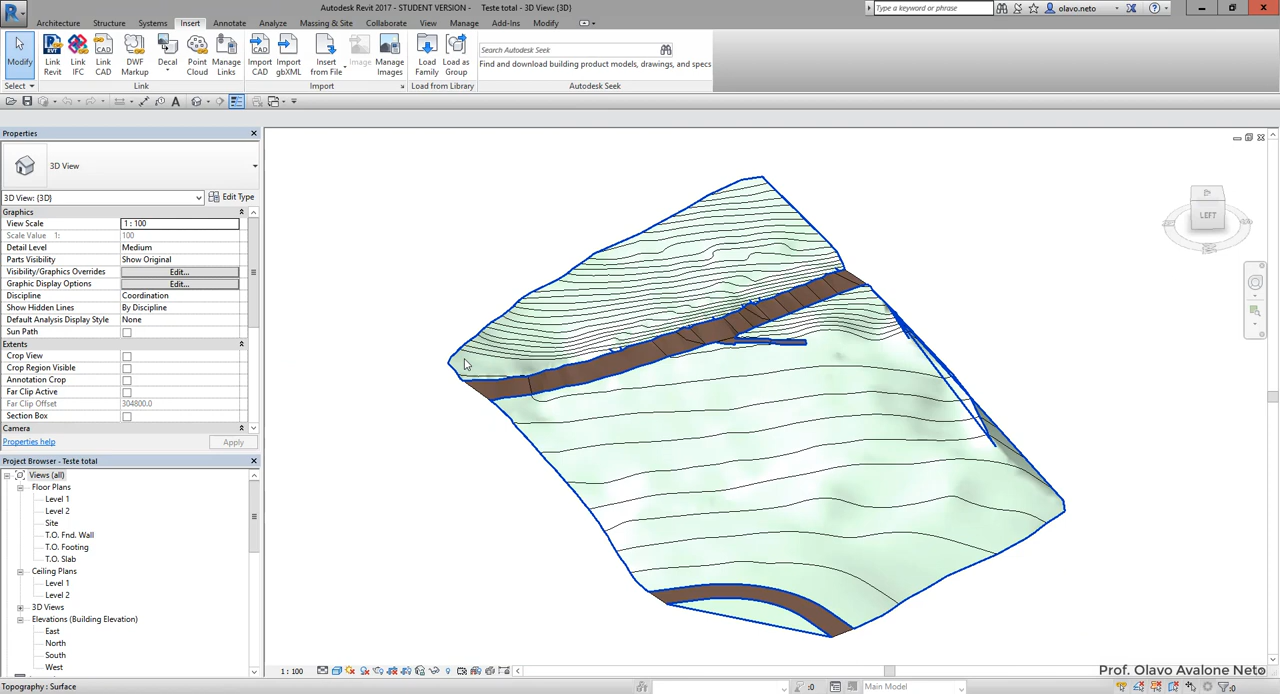 Autodesk Revit 2017 - STUDENT VERSION - Teste total - 3D View: {3D}
Type a keyword or phrase
olavo.neto
Architecture Structure Systems Insert Annotate Analyze Massing & Site Collaborate View Manage Add-Ins Modify
Modify
Link Revit
Link IFC
Link CAD
DWF Markup
Decal
Point Cloud
Manage Links
Import CAD
Import gbXML
Insert from File
Image
Manage Images
Load Family
Load as Group
Search Autodesk Seek
Find and download building product models, drawings, and specs
Select
Link
Import
Load from Library
Autodesk Seek
Properties
3D View
3D View: {3D}
Edit Type
Graphics
View Scale 1 : 100
Scale Value 1: 100
Detail Level Medium
Parts Visibility Show Original
Visibility/Graphics Overrides Edit...
Graphic Display Options Edit...
Discipline Coordination
Show Hidden Lines By Discipline
Default Analysis Display Style None
Sun Path
Extents
Crop View
Crop Region Visible
Annotation Crop
Far Clip Active
Far Clip Offset 304800.0
Section Box
Camera
Properties help
Apply
Project Browser - Teste total
Views (all)
Floor Plans
Level 1
Level 2
Site
T.O. Fnd. Wall
T.O. Footing
T.O. Slab
Ceiling Plans
Level 1
Level 2
3D Views
Elevations (Building Elevation)
East
North
South
West
LEFT
1 : 100
Prof. Olavo Avalone Neto
Topography : Surface
:0
Main Model
:0